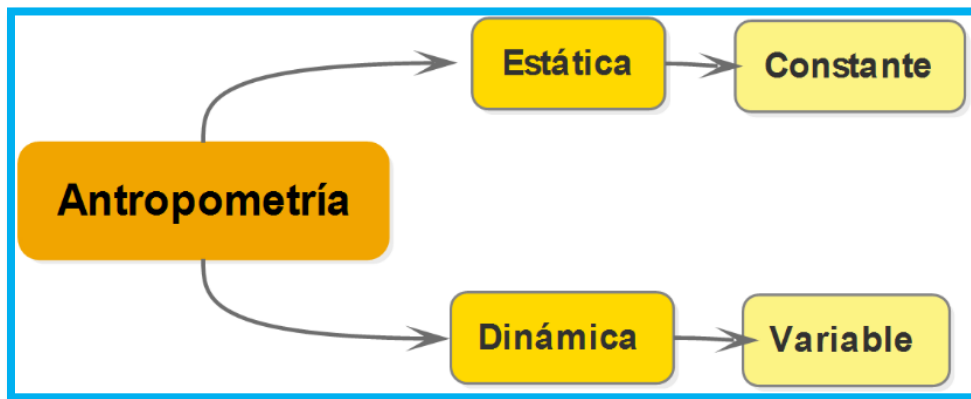 Antropometría
Estática
Constante
Dinámica
Variable